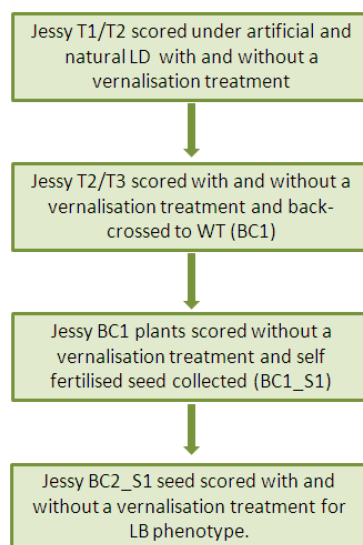 Jessy T1/T2 scored under artificial and
natural LD with and without a
vernalisation treatment
Jessy T2/T3 scored with and without a
vernalisation treatment and back-
crossed to WT (BC1)
Jessy BC1 plants scored without a
vernalisation treatment and self
fertilised seed collected (BC1_S1)
Jessy BC2_S1 seed scored with and
without a vernalisation treatment for
LB phenotype.